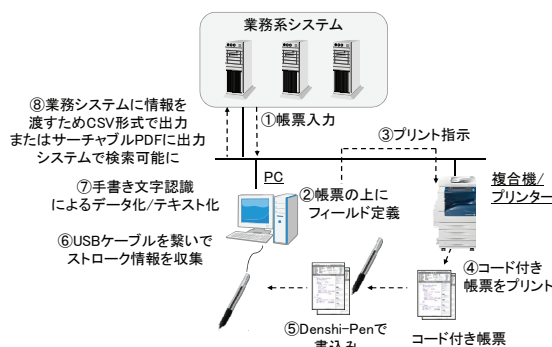 業務系システム
⑧業務システムに情報を
渡すためCSV形式で出力
またはサーチャブルPDFに出力
システムで検索可能に
①帳票入力
③プリント指示
PC
⑦手書き文字認識
によるデータ化/テキスト化
②帳票の上に
フィールド定義
複合機/
プリンター
⑥USBケーブルを繋いで
ストローク情報を収集
④コード付き
帳票をプリント
⑤Denshi-Penで
書込み
コード付き帳票